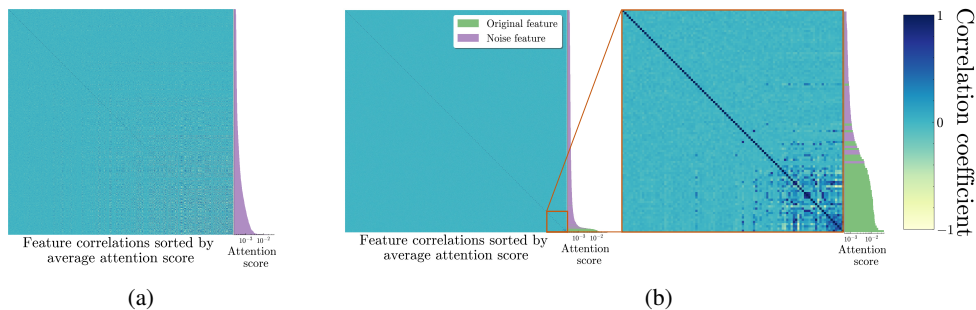 Feature correlations sorted by
average attention score
10⁻³ 10⁻²
Attention
score
(a)
Original feature
Noise feature
Feature correlations sorted by
average attention score
10⁻³ 10⁻²
Attention
score
10⁻³ 10⁻²
Attention
score
(b)
1
0
−1
Correlation coefficient